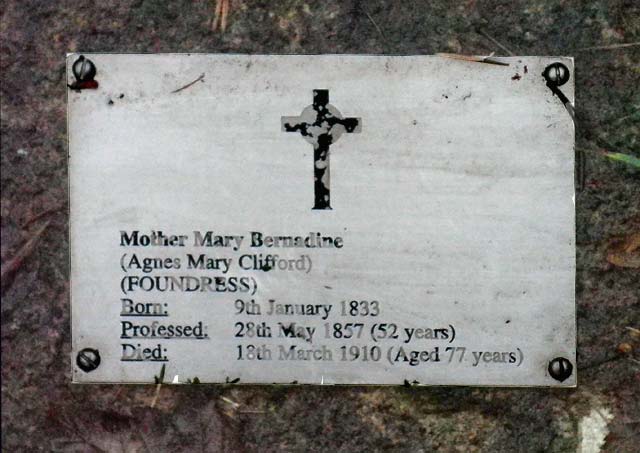 Mother Mary Bernadine
(Agnes Mary Clifford)
(FOUNDRESS)
Born: 9th January 1833
Professed: 28th May 1857 (52 years)
Died: 18th March 1910 (Aged 77 years)